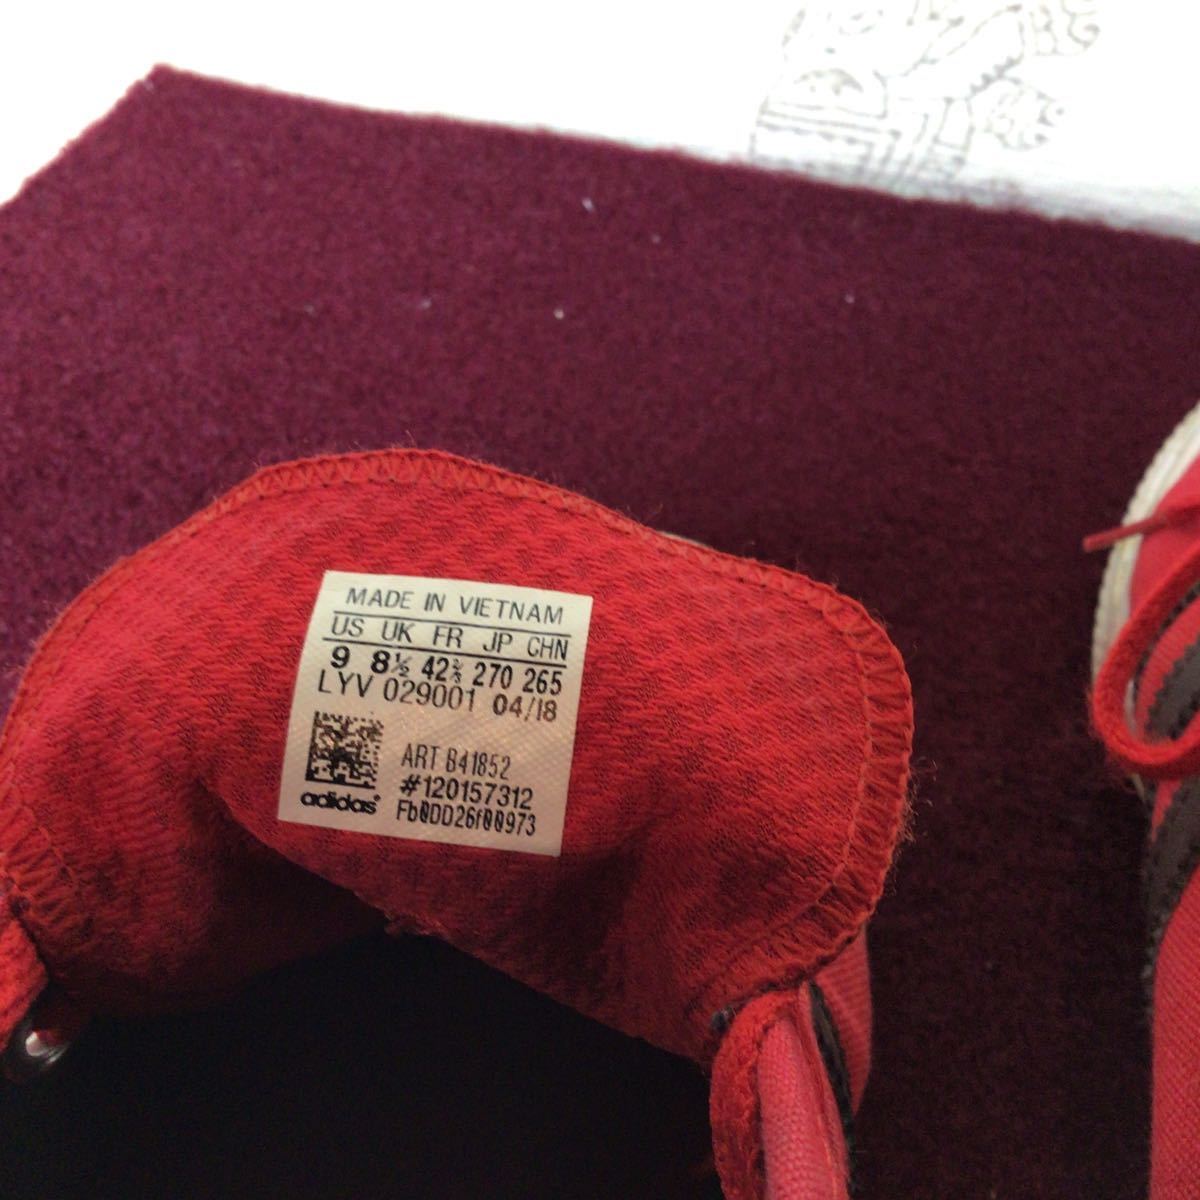 MADE IN VIETNAM
US UK FR JP CHN
9 8½ 42⅔ 270 265
LYV 029001 04/18
ART B41852
#120157312
adidas
Fb0DD26f00973